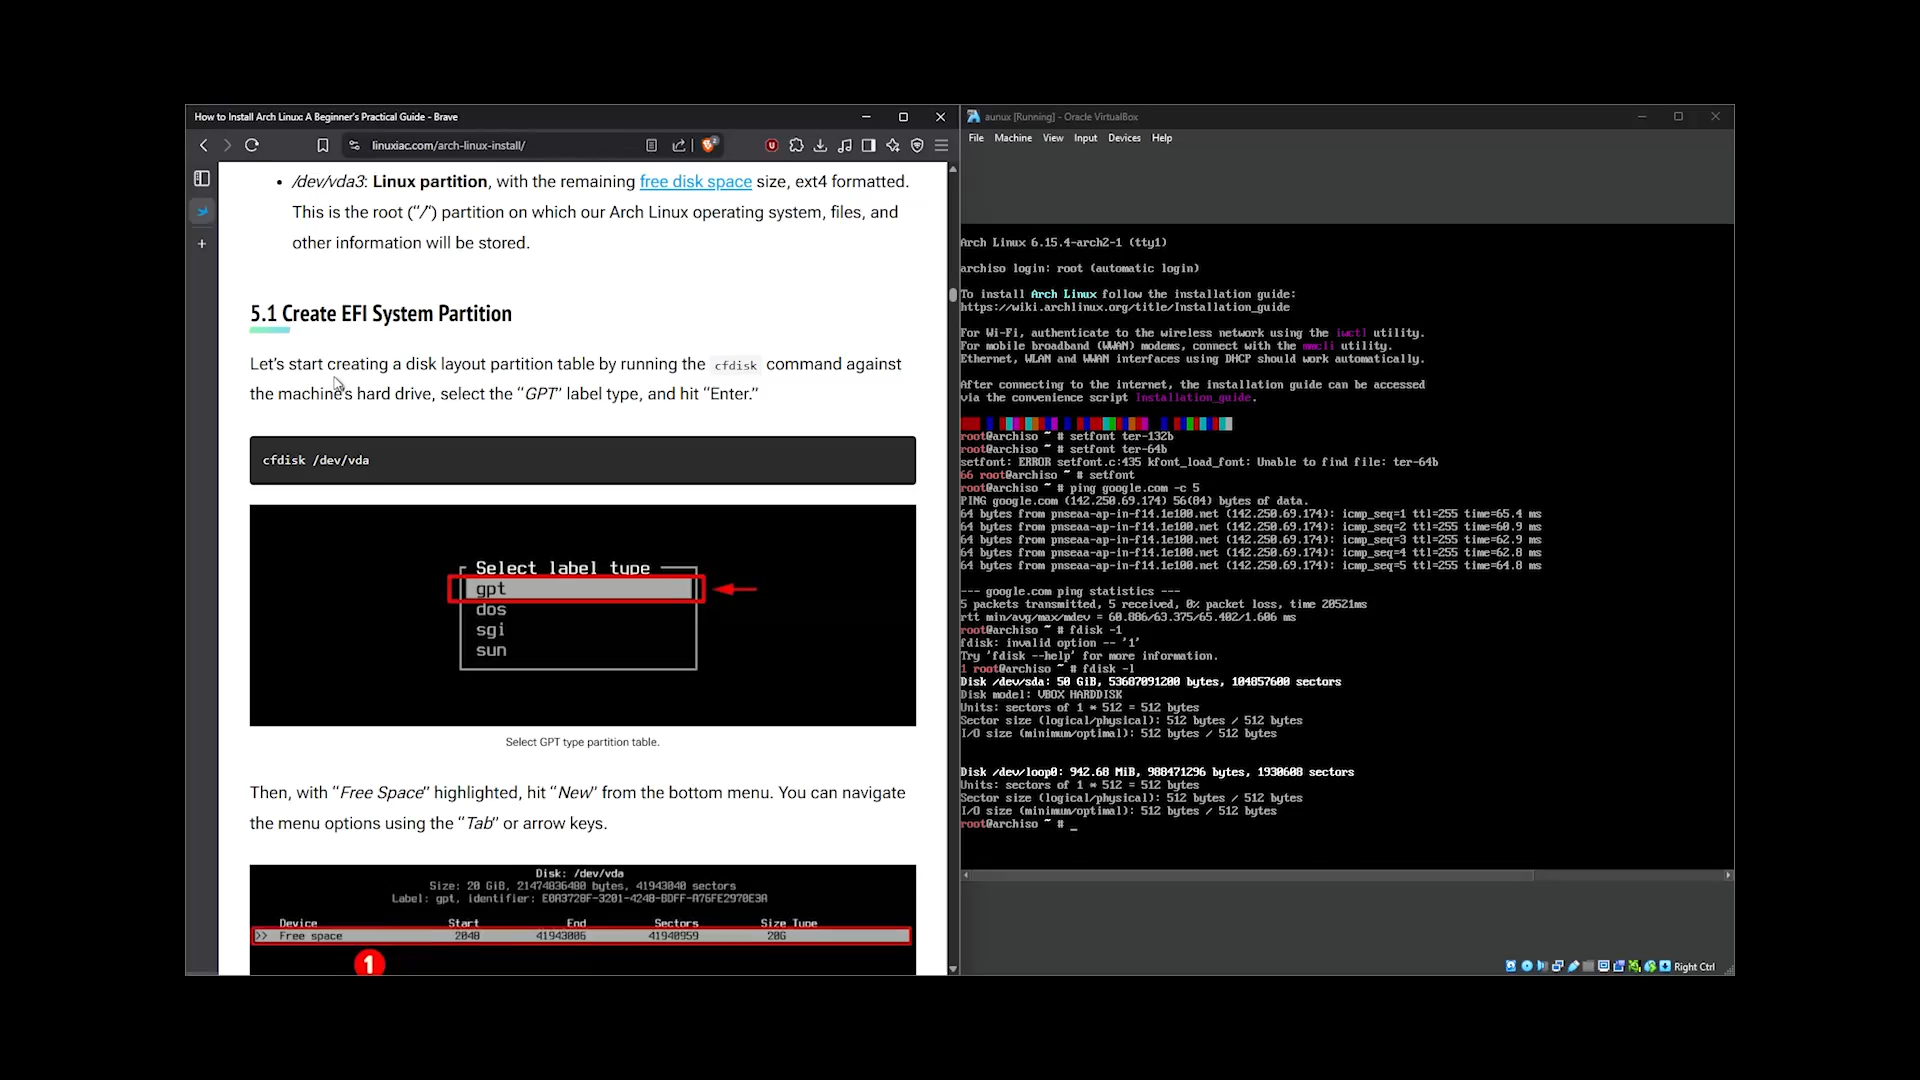 How to Install Arch Linux: A Beginner's Practical Guide - Brave
linuxiac.com/arch-linux-install/
• /dev/vda3: Linux partition, with the remaining free disk space size, ext4 formatted.
This is the root (“/“) partition on which our Arch Linux operating system, files, and
other information will be stored.
5.1 Create EFI System Partition
Let's start creating a disk layout partition table by running the cfdisk command against
the machine's hard drive, select the “GPT” label type, and hit “Enter.”
cfdisk /dev/vda
Select label type
gpt
dos
sgi
sun
Select GPT type partition table.
Then, with “Free Space” highlighted, hit “New” from the bottom menu. You can navigate
the menu options using the “Tab” or arrow keys.
Disk: /dev/vda
Size: 20 GiB, 21474836480 bytes, 41943040 sectors
Label: gpt, identifier: E0A3728F-3201-4240-BDFF-A76FE2970E3A
Device Start End Sectors Size Type
>> Free space 2048 41943006 41940959 20G
1
aunux [Running] - Oracle VirtualBox
File Machine View Input Devices Help
Arch Linux 6.15.4-arch2-1 (tty1)
archiso login: root (automatic login)
To install Arch Linux follow the installation guide:
https://wiki.archlinux.org/title/Installation_guide
For Wi-Fi, authenticate to the wireless network using the iwctl utility.
For mobile broadband (WWAN) modems, connect with the mmcli utility.
Ethernet, WLAN and WWAN interfaces using DHCP should work automatically.
After connecting to the internet, the installation guide can be accessed
via the convenience script Installation_guide.
root@archiso ~ # setfont ter-132b
root@archiso ~ # setfont ter-64b
setfont: ERROR setfont.c:435 kfont_load_font: Unable to find file: ter-64b
66 root@archiso ~ # setfont
root@archiso ~ # ping google.com -c 5
PING google.com (142.250.69.174) 56(84) bytes of data.
64 bytes from pnseaa-ap-in-f14.1e100.net (142.250.69.174): icmp_seq=1 ttl=255 time=65.4 ms
64 bytes from pnseaa-ap-in-f14.1e100.net (142.250.69.174): icmp_seq=2 ttl=255 time=60.9 ms
64 bytes from pnseaa-ap-in-f14.1e100.net (142.250.69.174): icmp_seq=3 ttl=255 time=62.9 ms
64 bytes from pnseaa-ap-in-f14.1e100.net (142.250.69.174): icmp_seq=4 ttl=255 time=62.8 ms
64 bytes from pnseaa-ap-in-f14.1e100.net (142.250.69.174): icmp_seq=5 ttl=255 time=64.8 ms
--- google.com ping statistics ---
5 packets transmitted, 5 received, 0% packet loss, time 20521ms
rtt min/avg/max/mdev = 60.886/63.375/65.402/1.606 ms
root@archiso ~ # fdisk -1
fdisk: invalid option -- '1'
Try 'fdisk --help' for more information.
1 root@archiso ~ # fdisk -l
Disk /dev/sda: 50 GiB, 53687091200 bytes, 104857600 sectors
Disk model: VBOX HARDDISK
Units: sectors of 1 * 512 = 512 bytes
Sector size (logical/physical): 512 bytes / 512 bytes
I/O size (minimum/optimal): 512 bytes / 512 bytes
Disk /dev/loop0: 942.68 MiB, 988471296 bytes, 1930608 sectors
Units: sectors of 1 * 512 = 512 bytes
Sector size (logical/physical): 512 bytes / 512 bytes
I/O size (minimum/optimal): 512 bytes / 512 bytes
root@archiso ~ # _
Right Ctrl